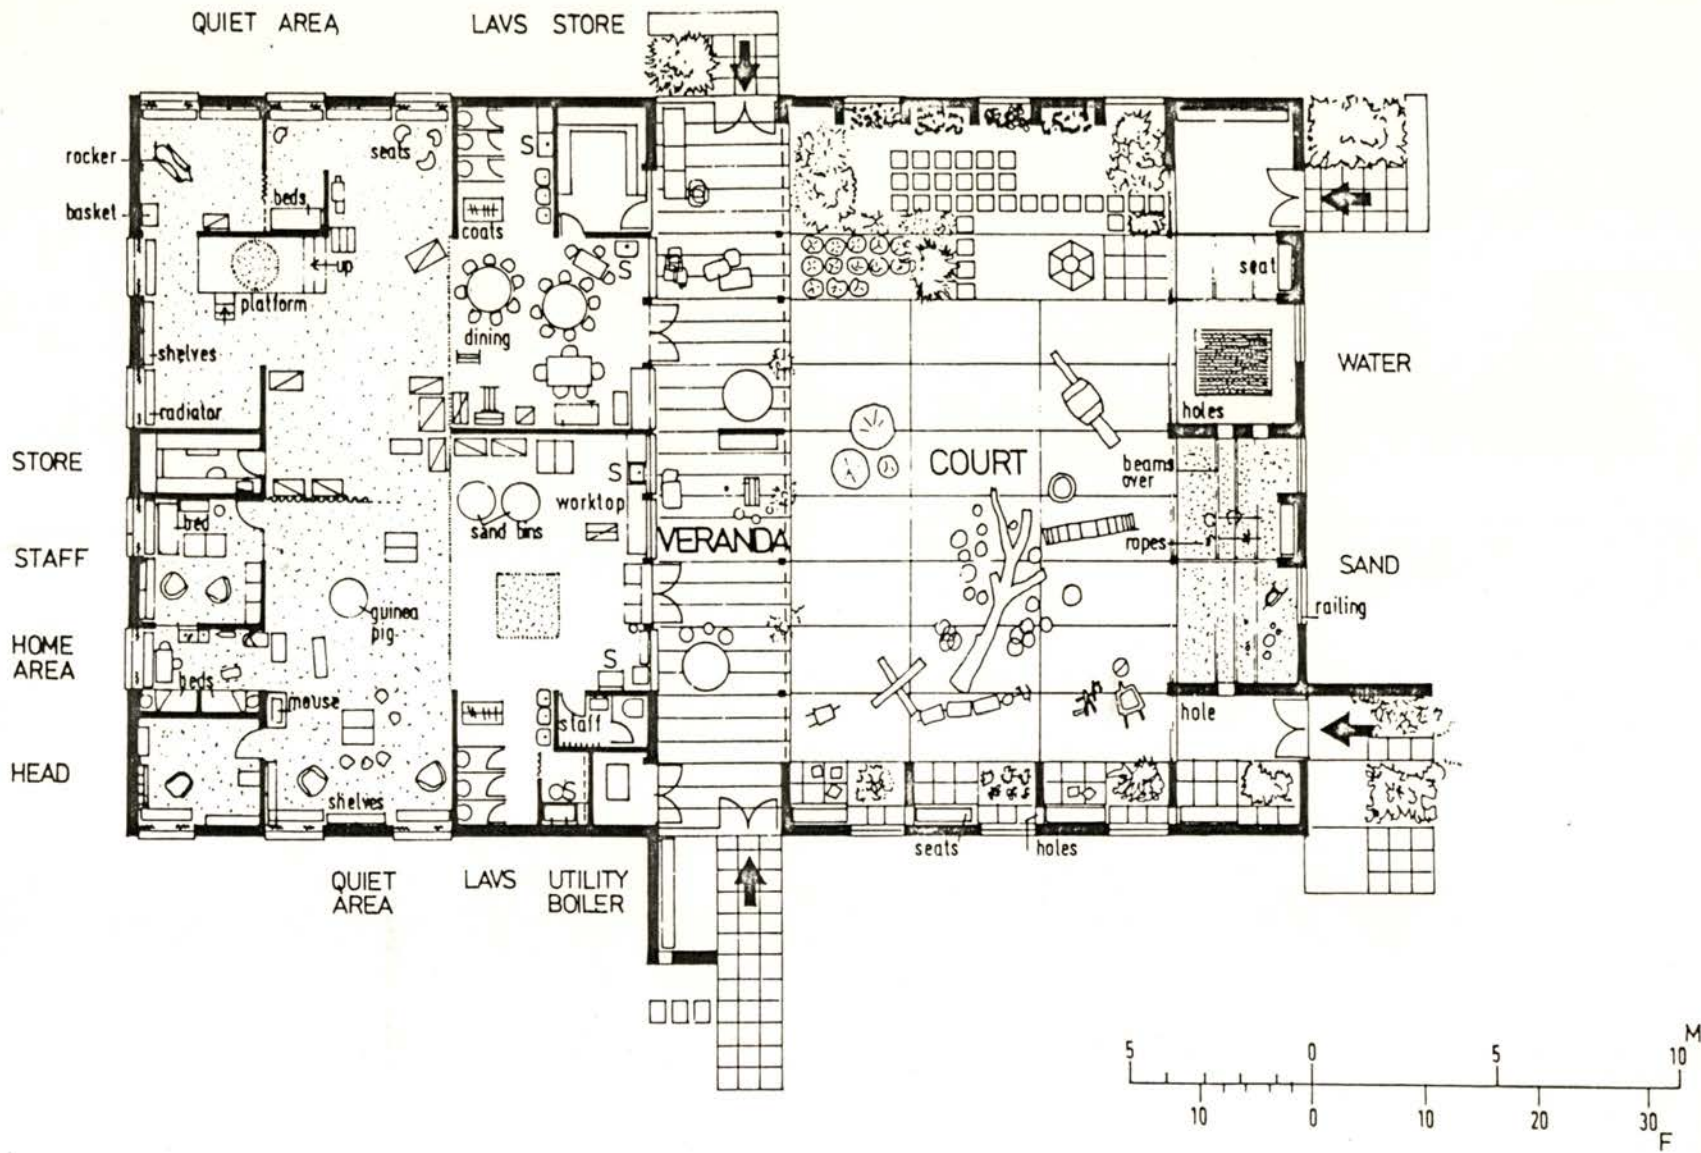 QUIET AREA
LAVS STORE
rocker
seats
S
basket
beds
coats
up
S
seat
platform
dining
shelves
WATER
radiator
holes
STORE
COURT
beams
over
S
worktop
bed
sand bins
VERANDA
ropes
STAFF
SAND
guinea
pig
railing
HOME
AREA
S
beds
mouse
staff
hole
HEAD
S
shelves
seats
holes
QUIET
AREA
LAVS
UTILITY
BOILER
5 0 5 10 M
10 0 10 20 30 F